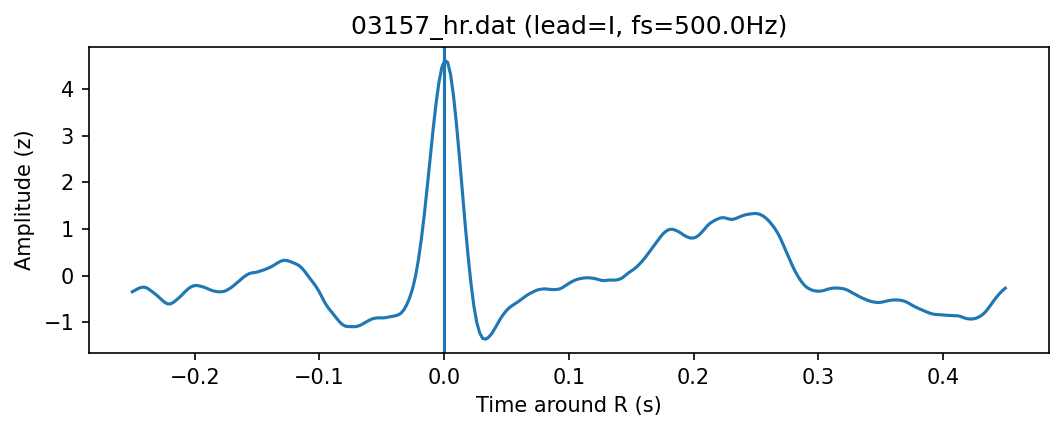 03157_hr.dat (lead=I, fs=500.0Hz)
Amplitude (z)
4
3
2
1
0
−1
−0.2 −0.1 0.0 0.1 0.2 0.3 0.4
Time around R (s)